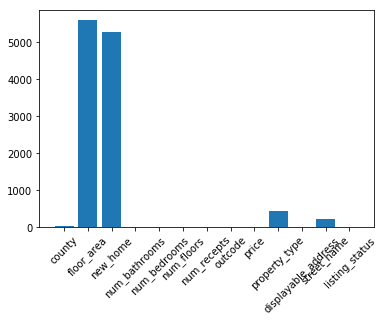 5000
4000
3000
2000
1000
0
county
floor_area
new_home
num_bathrooms
num_bedrooms
num_floors
num_recepts
outcode
price
property_type
displayable_address
street_name
listing_status